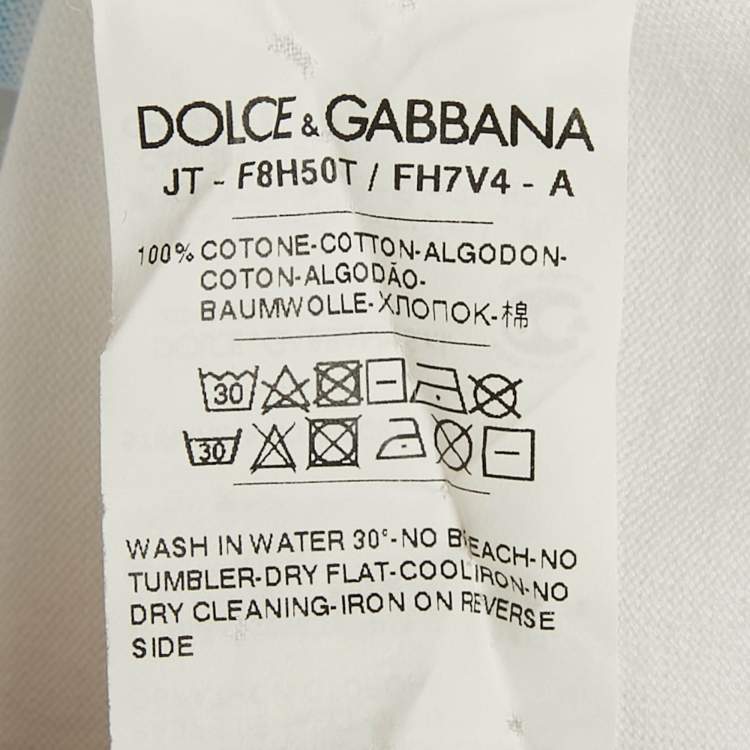 DOLCE & GABBANA
JT - F8H50T / FH7V4 - A
100% COTONE-COTTON-ALGODON-
COTON-ALGODÃO-
BAUMWOLLE-ХЛОПОК-棉
30
30
WASH IN WATER 30°-NO BLEACH-NO
TUMBLER-DRY FLAT-COOL IRON-NO
DRY CLEANING-IRON ON REVERSE
SIDE